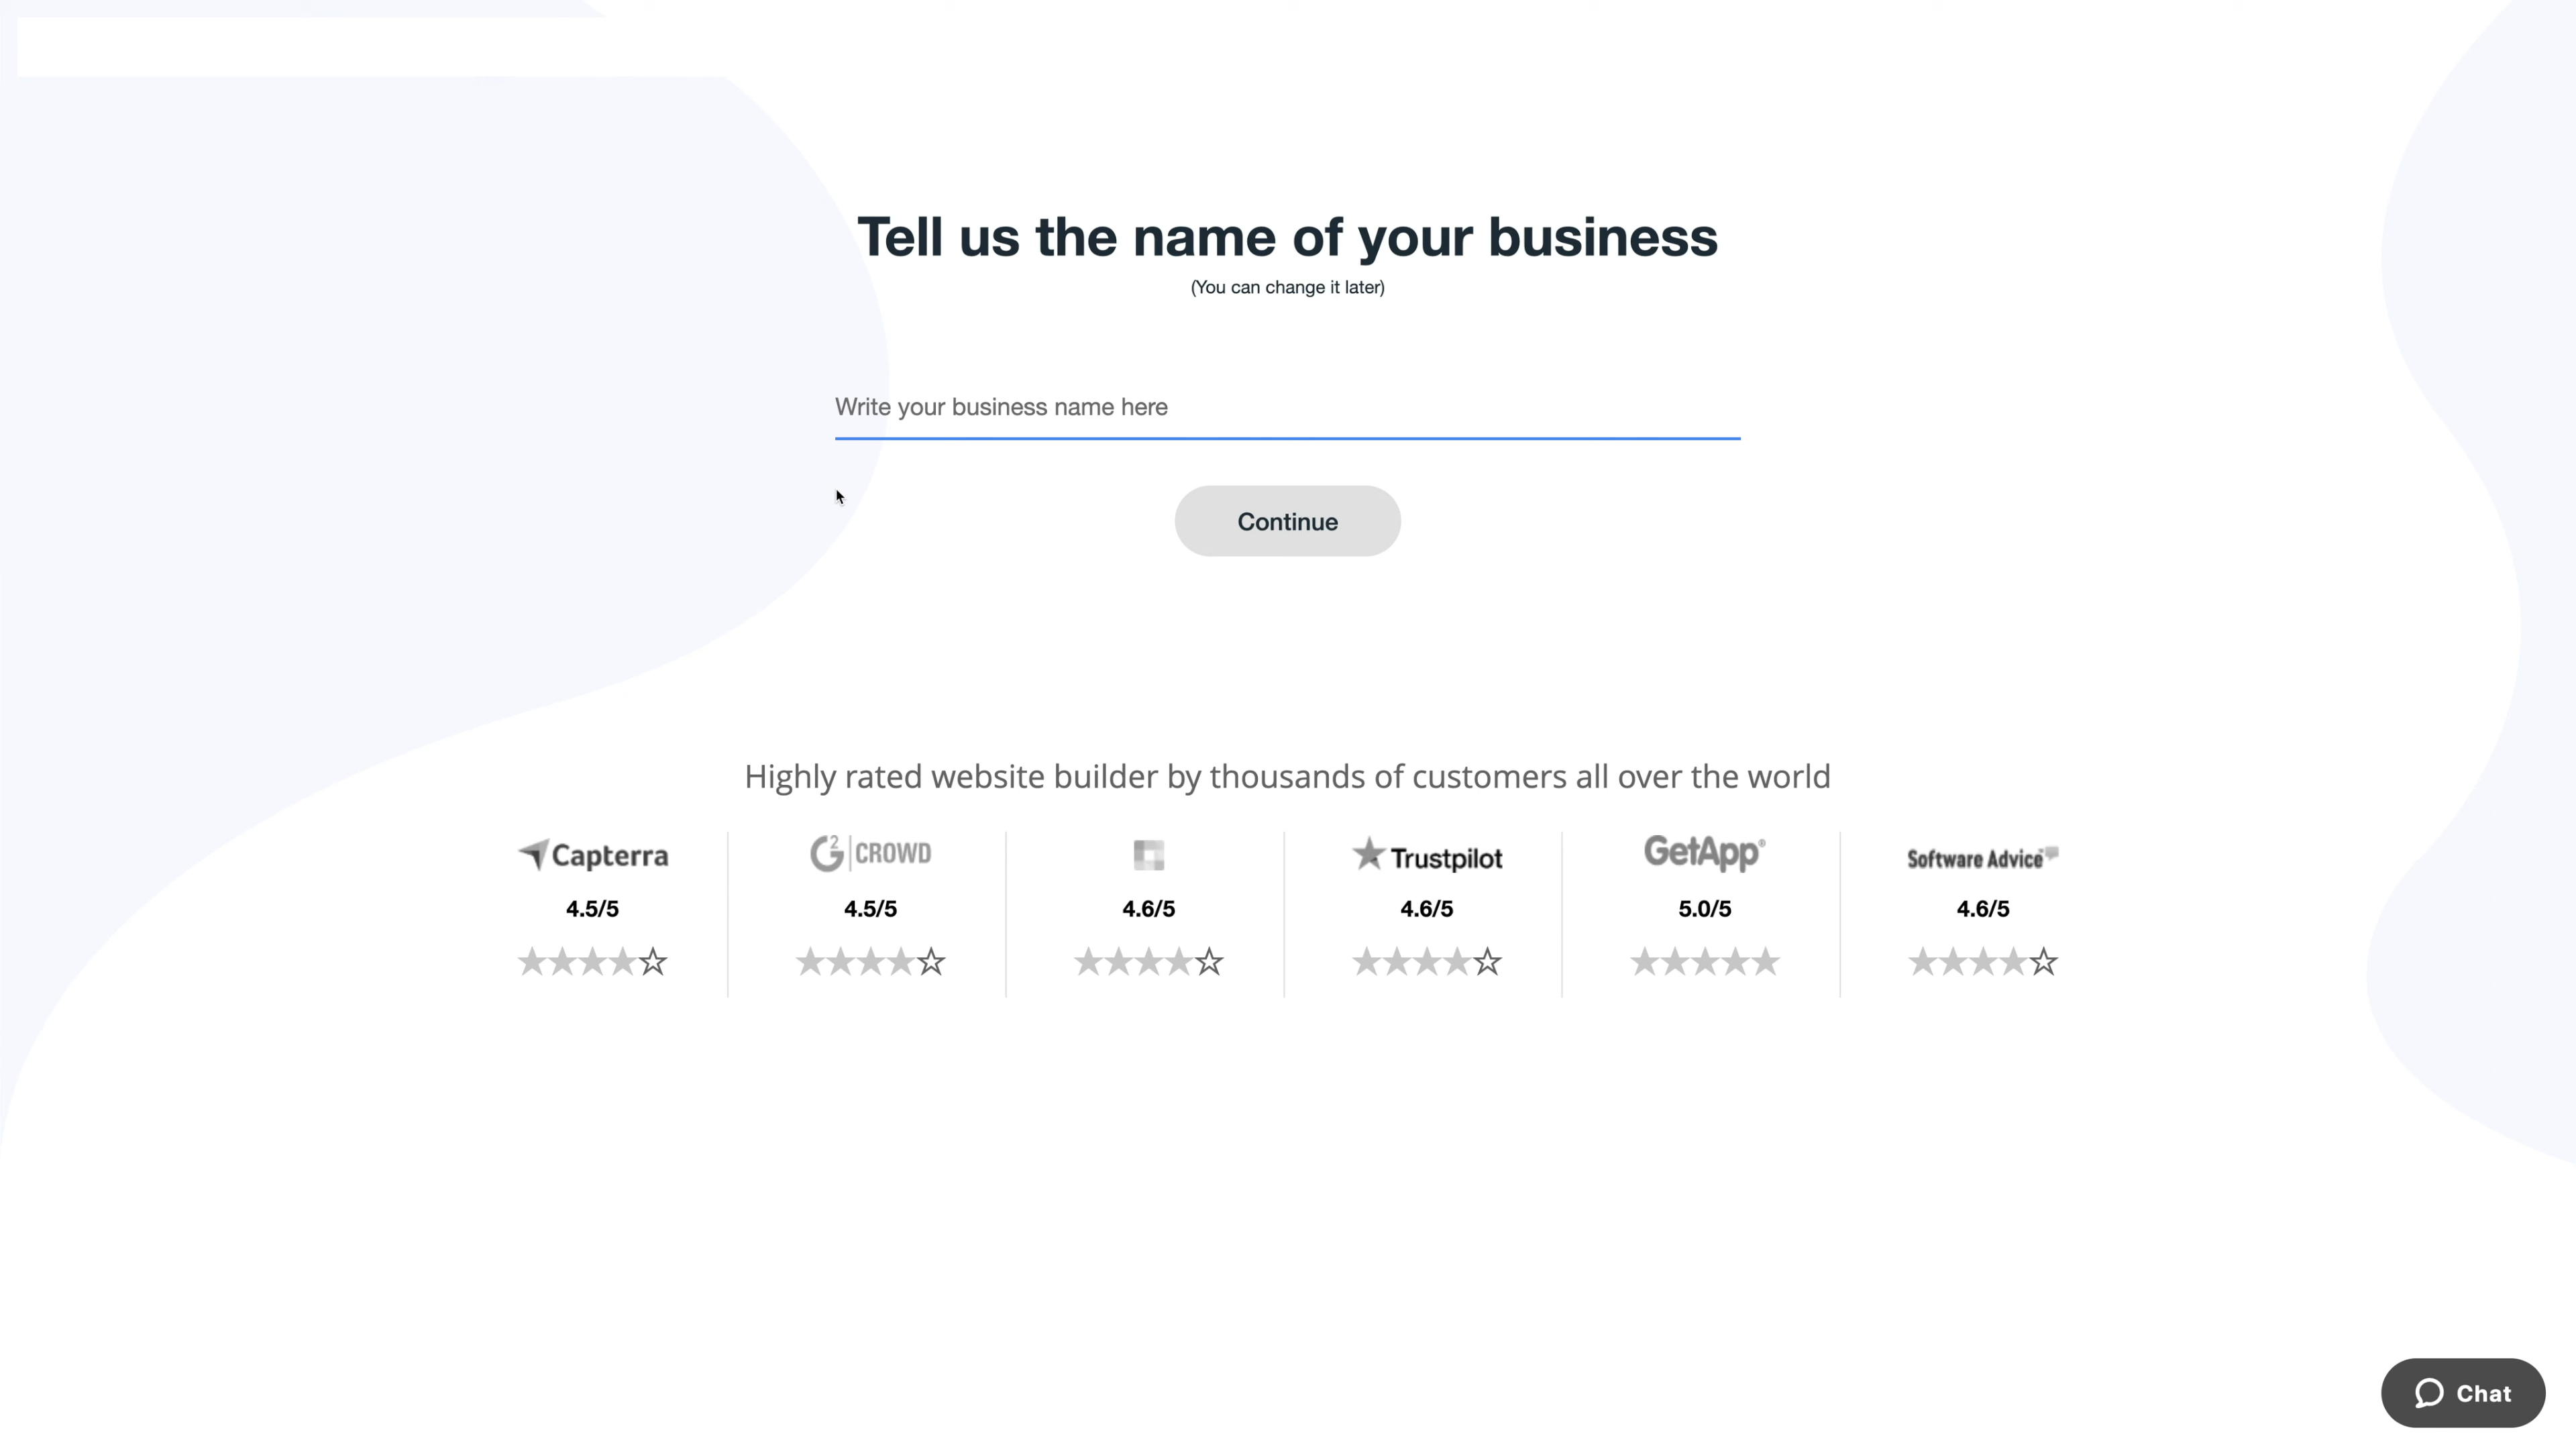 Tell us the name of your business
(You can change it later)
Write your business name here
Continue
Highly rated website builder by thousands of customers all over the world
Capterra
G2 | CROWD
Trustpilot
GetApp®
Software Advice
4.5/5
4.5/5
4.6/5
4.6/5
5.0/5
4.6/5
Chat